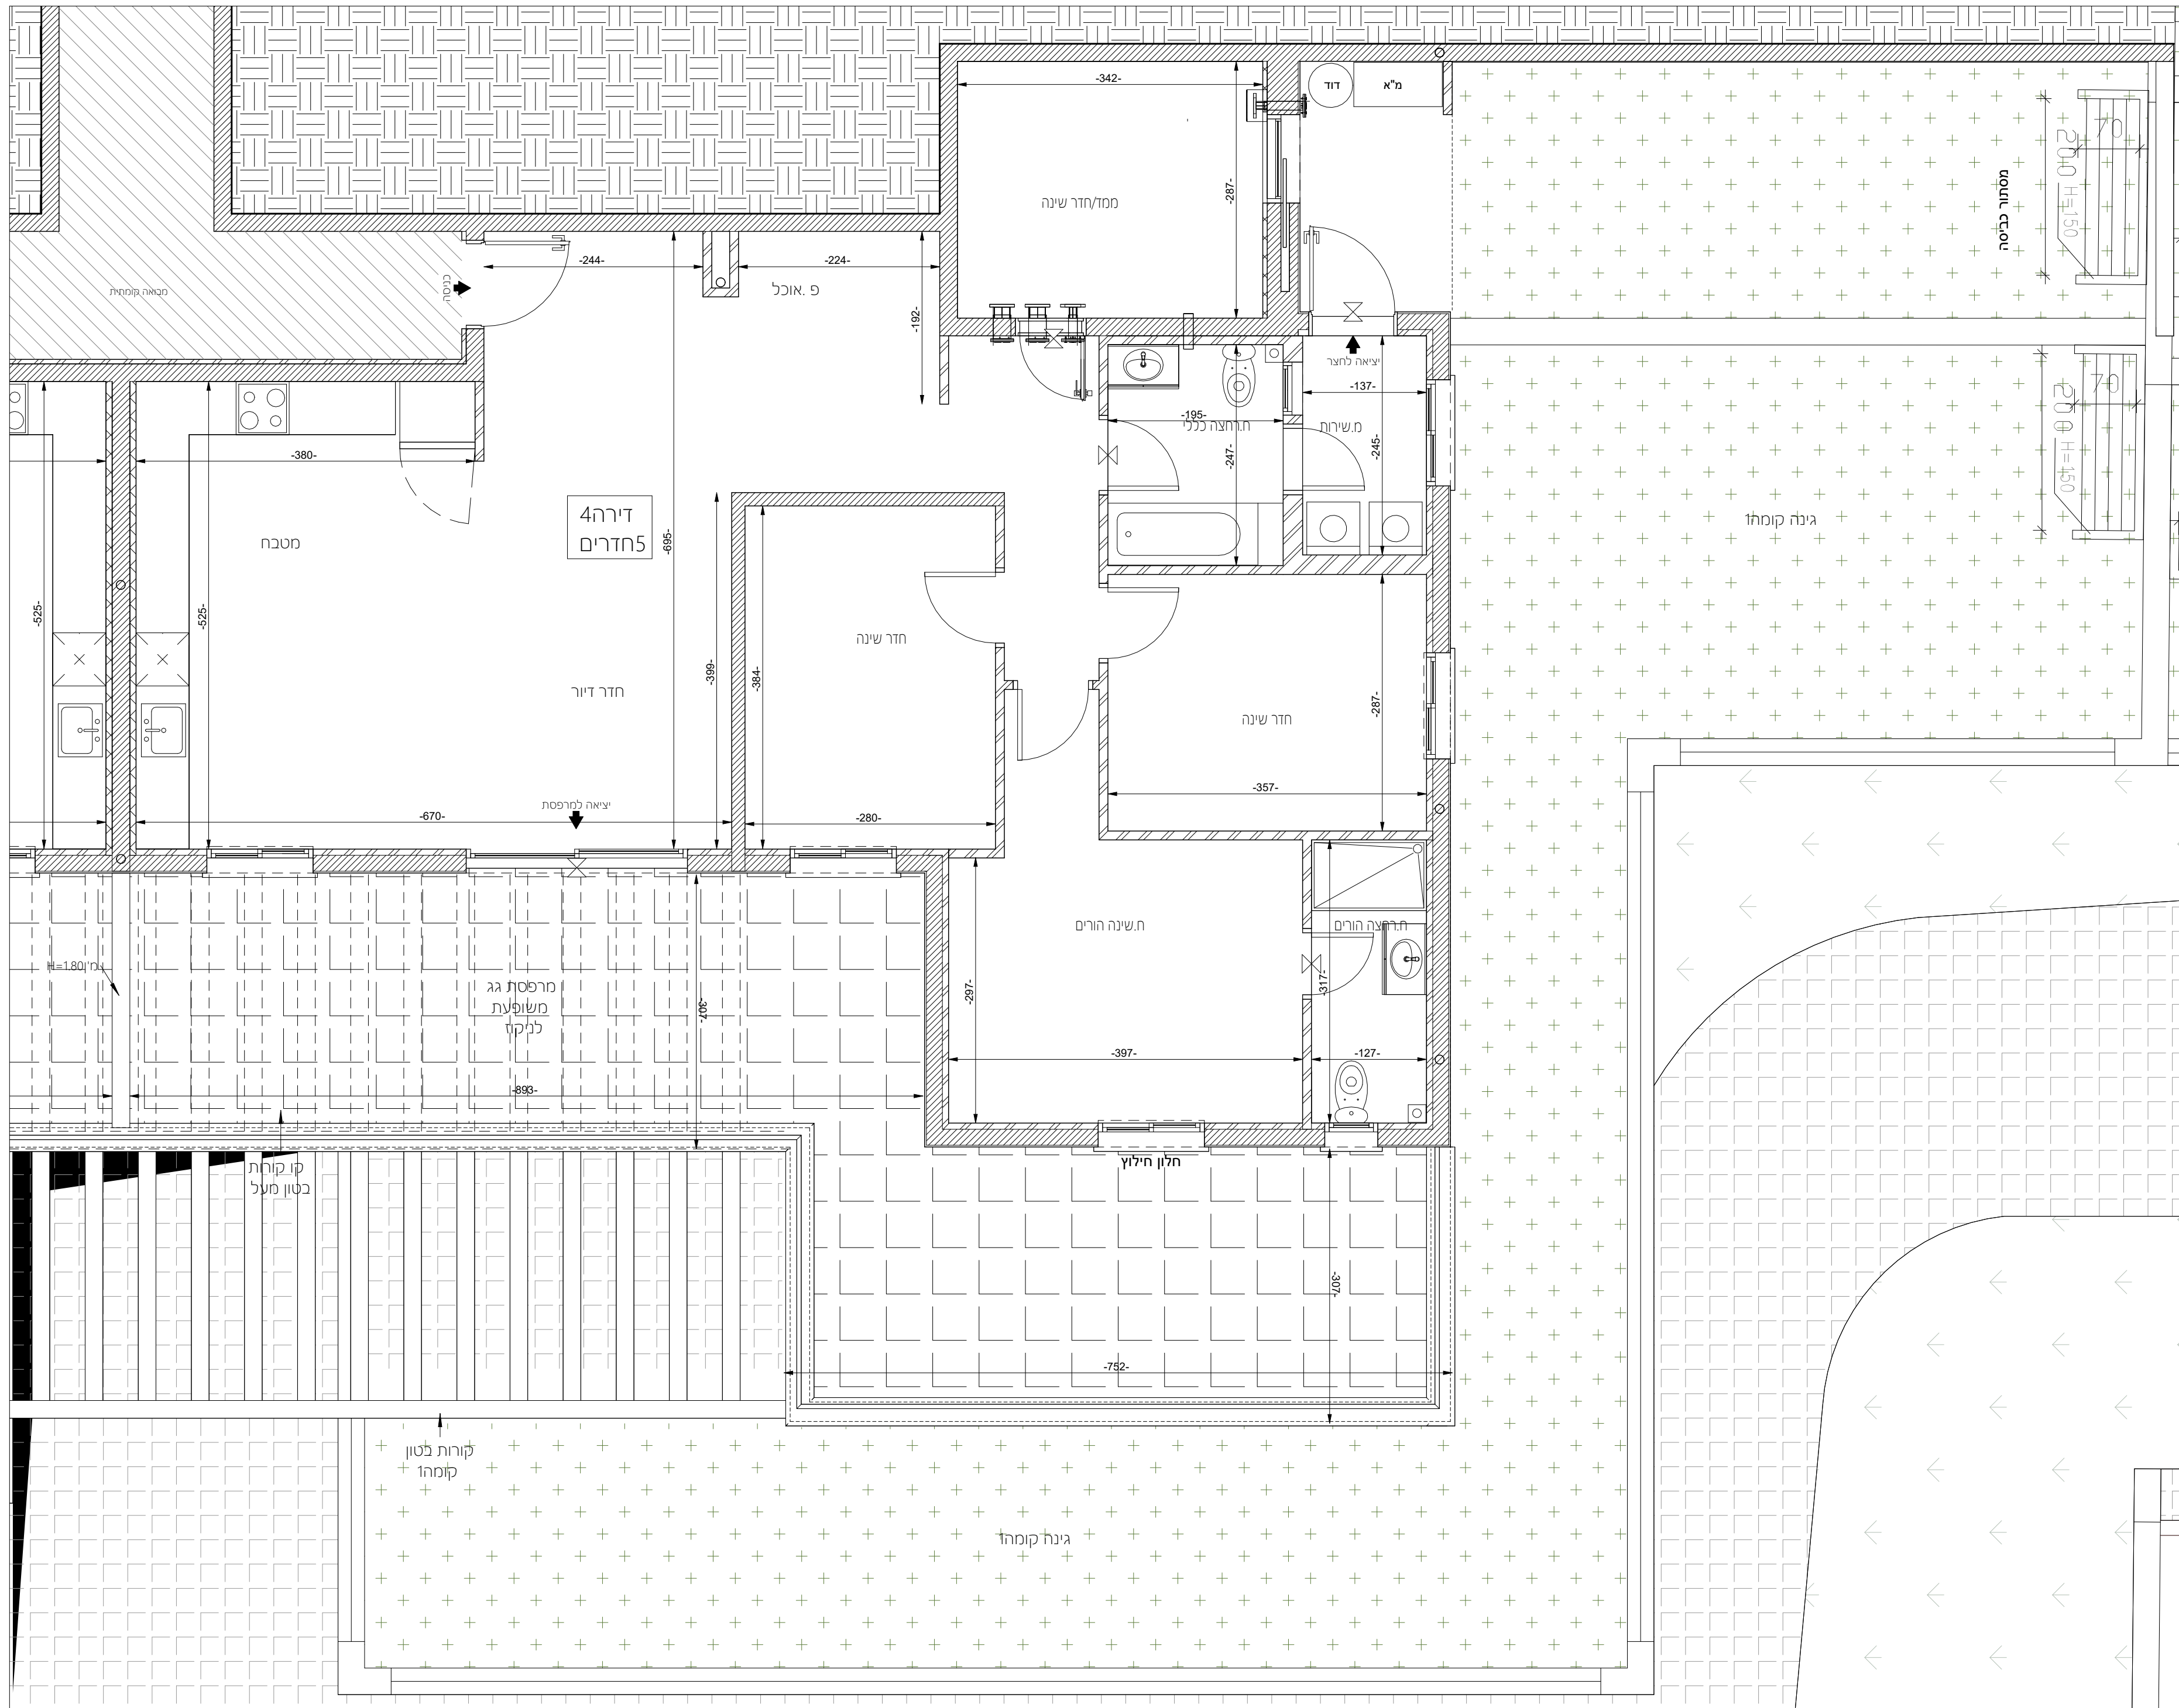 -342-
דוד
מ"א
70
200
H=150
מסתור כביסה
-287-
ממד/חדר שינה
-244-
-224-
פ .אוכל
כניסה
מבואה קומתית
-192-
יציאה לחצר
-137-
-195-
ח.רחצה כללי
מ.שירות
-247-
-245-
70
200
H=150
-380-
דירה4
5חדרים
-695-
מטבח
גינה קומה1
-525-
-525-
-399-
-384-
חדר שינה
חדר דיור
חדר שינה
-287-
-357-
יציאה למרפסת
-670-
-280-
ח.שינה הורים
ח.רחצה הורים
H=1.80מ'
מרפסת גג
משופעת
לניקוז
-307-
-297-
-317-
-397-
-127-
-893-
קו קורות
בטון מעל
חלון חילוץ
-307-
-752-
קורות בטון
קומה1
גינה קומה1